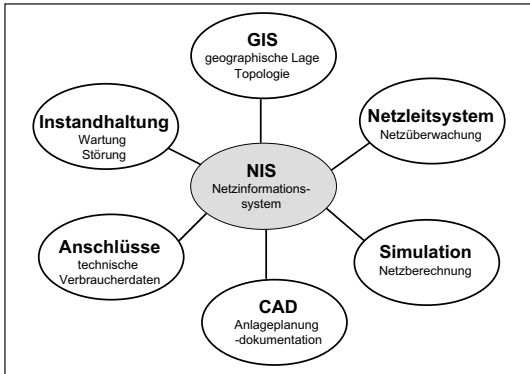 GIS
geographische Lage
Topologie
Instandhaltung
Wartung
Störung
Netzleitsystem
Netzüberwachung
NIS
Netzinformations-
system
Anschlüsse
technische
Verbraucherdaten
Simulation
Netzberechnung
CAD
Anlageplanung
-dokumentation